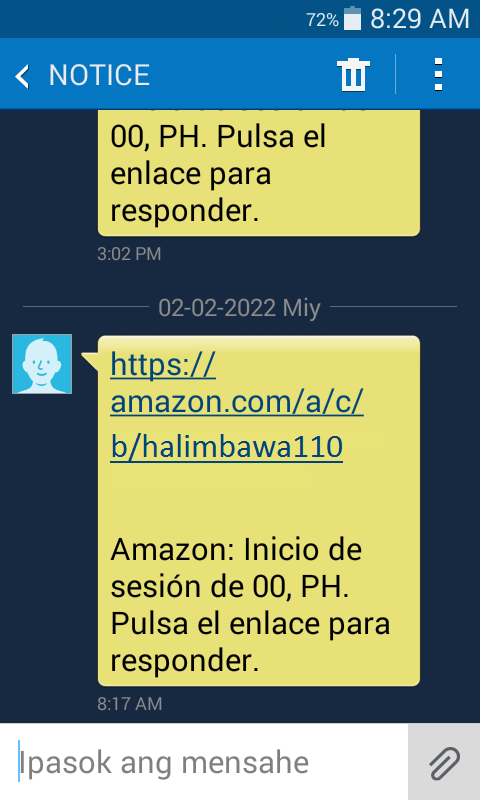 72% 8:29 AM
NOTICE
00, PH. Pulsa el
enlace para
responder.
3:02 PM
02-02-2022 Miy
https://
amazon.com/a/c/
b/halimbawa110
Amazon: Inicio de
sesión de 00, PH.
Pulsa el enlace para
responder.
8:17 AM
Ipasok ang mensahe